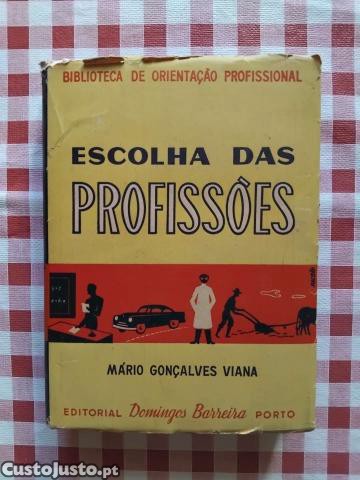 BIBLIOTECA DE ORIENTAÇÃO PROFISSIONAL
ESCOLHA DAS
PROFISSÕES
MÁRIO GONÇALVES VIANA
EDITORIAL Domingos Barreira PORTO
CustoJusto.pt